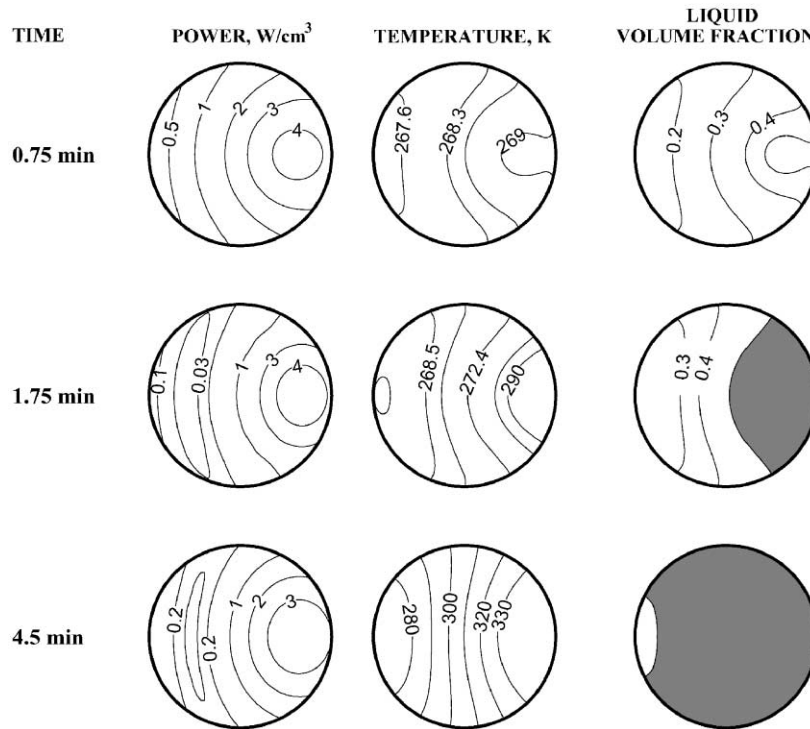 LIQUID
TIME POWER, W/cm³ TEMPERATURE, K VOLUME FRACTION
0.75 min
0.5 1 2 3 4
267.6 268.3 269
0.2 0.3 0.4
1.75 min
0.1 0.03 1 3 4
268.5 272.4 290
0.3 0.4
4.5 min
0.2 0.2 1 2 3
280 300 320 330